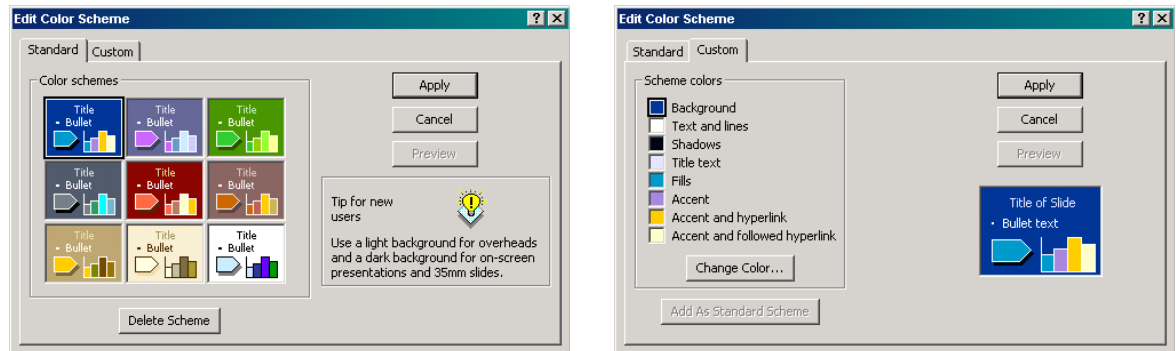 Edit Color Scheme
Standard
Custom
Color schemes
Title
Bullet
Title
Bullet
Title
Bullet
Title
Bullet
Title
Bullet
Title
Bullet
Title
Bullet
Title
Bullet
Title
Bullet
Delete Scheme
Apply
Cancel
Preview
Tip for new
users
Use a light background for overheads
and a dark background for on-screen
presentations and 35mm slides.
Edit Color Scheme
Standard
Custom
Scheme colors
Background
Text and lines
Shadows
Title text
Fills
Accent
Accent and hyperlink
Accent and followed hyperlink
Change Color...
Add As Standard Scheme
Apply
Cancel
Preview
Title of Slide
Bullet text